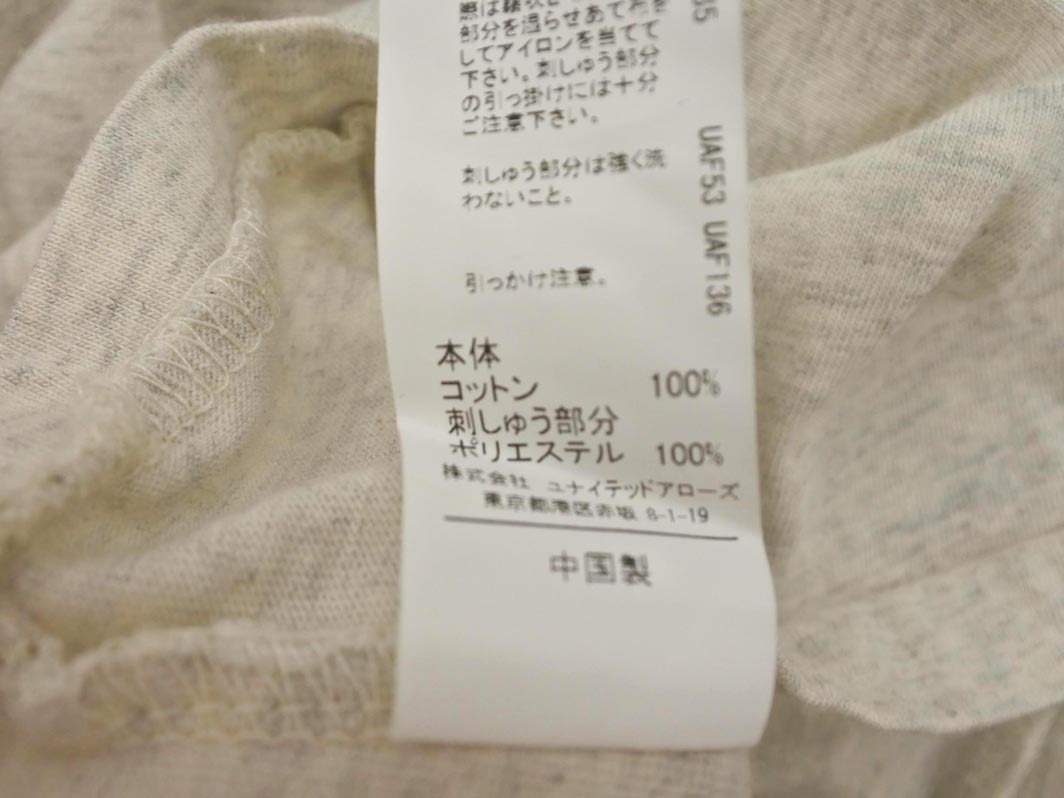 部分を湿らせあて布を
してアイロンを当てて
下さい。刺しゅう部分
の引っ掛けには十分
ご注意下さい。
刺しゅう部分は強く洗
わないこと。
引っかけ注意。
本体
コットン 100%
刺しゅう部分
ポリエステル 100%
株式会社 ユナイテッドアローズ
東京都港区赤坂 8-1-19
中国製
UAF53 UAF136